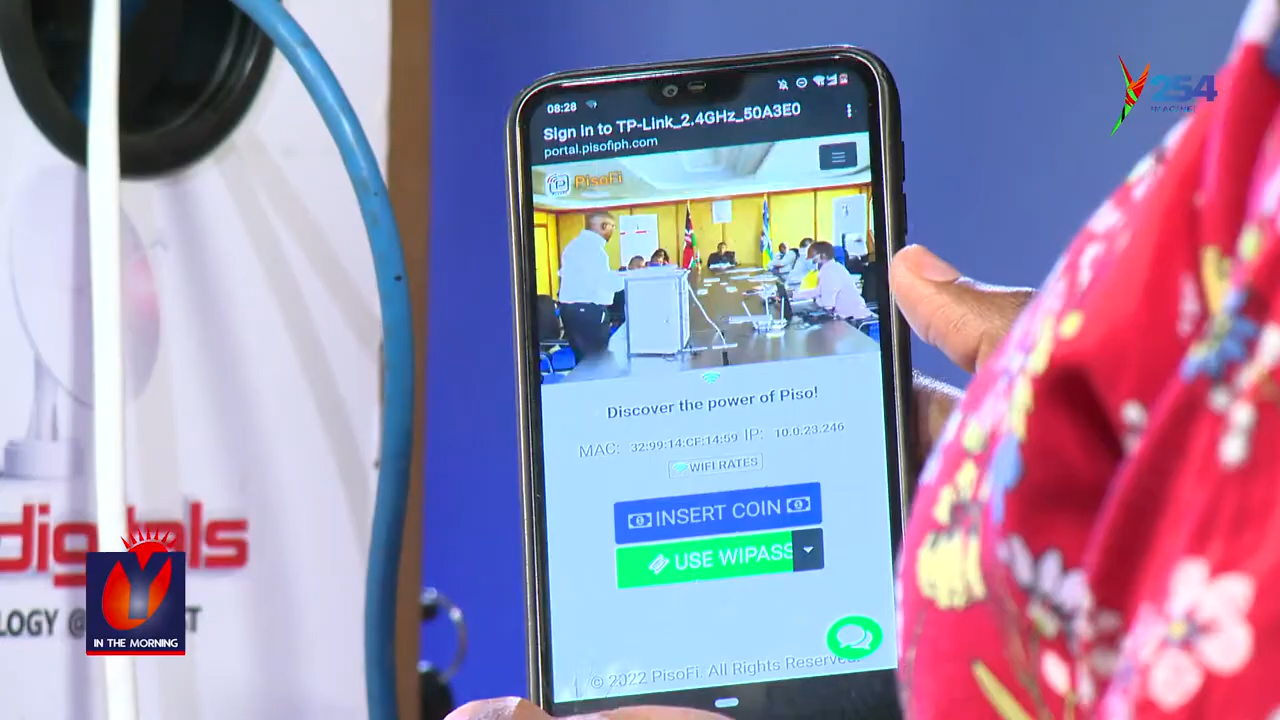 08:28
Sign in to TP-Link_2.4GHz_50A3E0
portal.pisofiph.com
PisoFi
Discover the power of Piso!
MAC: 32:99:14:CF:14:59 IP: 10.0.23.246
WIFI RATES
INSERT COIN
USE WIPASS
© 2022 PisoFi. All Rights Reserved.
Y254
digitals
LOGY @
ST
Y
IN THE MORNING